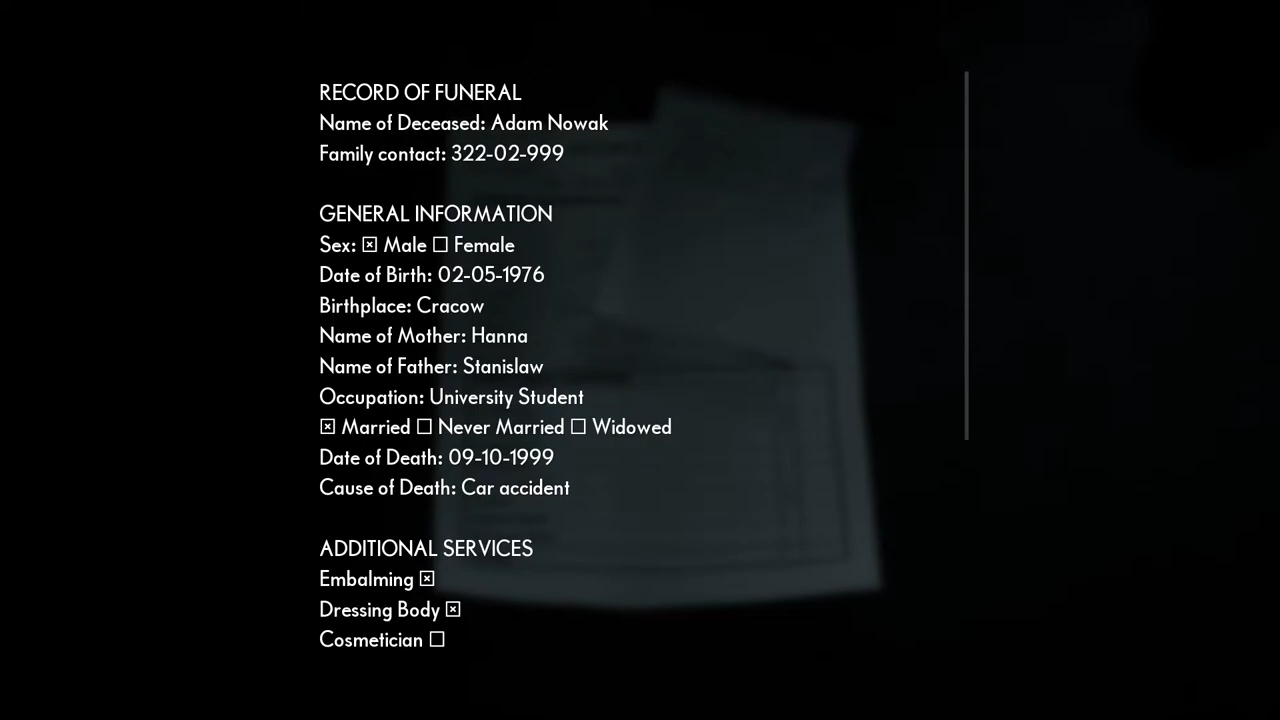 RECORD OF FUNERAL
Name of Deceased: Adam Nowak
Family contact: 322-02-999
GENERAL INFORMATION
Sex: ☒ Male ☐ Female
Date of Birth: 02-05-1976
Birthplace: Cracow
Name of Mother: Hanna
Name of Father: Stanislaw
Occupation: University Student
☒ Married ☐ Never Married ☐ Widowed
Date of Death: 09-10-1999
Cause of Death: Car accident
ADDITIONAL SERVICES
Embalming ☒
Dressing Body ☒
Cosmetician ☐